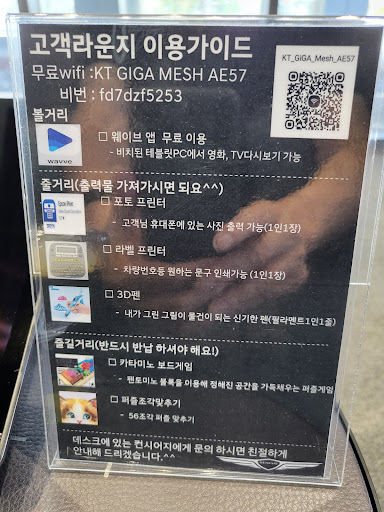 고객라운지 이용가이드
무료wifi :KT GIGA MESH AE57
비번 : fd7dzf5253
KT_GIGA_Mesh_AE57
볼거리
wavve
□ 웨이브 앱 무료 이용
- 비치된 테블릿PC에서 영화, TV다시보기 가능
줄거리(출력물 가져가시면 되요^^)
Epson iPrint
□ 포토 프린터
- 고객님 휴대폰에 있는 사진 출력 가능(1인1장)
□ 라벨 프린터
- 차량번호등 원하는 문구 인쇄가능 (1인1장)
□ 3D펜
- 내가 그린 그림이 물건이 되는 신기한 펜(필라멘트1인1줄)
즐길거리(반드시 반납 하셔야 해요!)
□ 카타미노 보드게임
- 펜토미노 블록을 이용해 정해진 공간을 가득채우는 퍼즐게임
□ 퍼즐조각맞추기
- 56조각 퍼즐 맞추기
데스크에 있는 컨시어지에게 문의 하시면 친절하게
안내해 드리겠습니다.^^